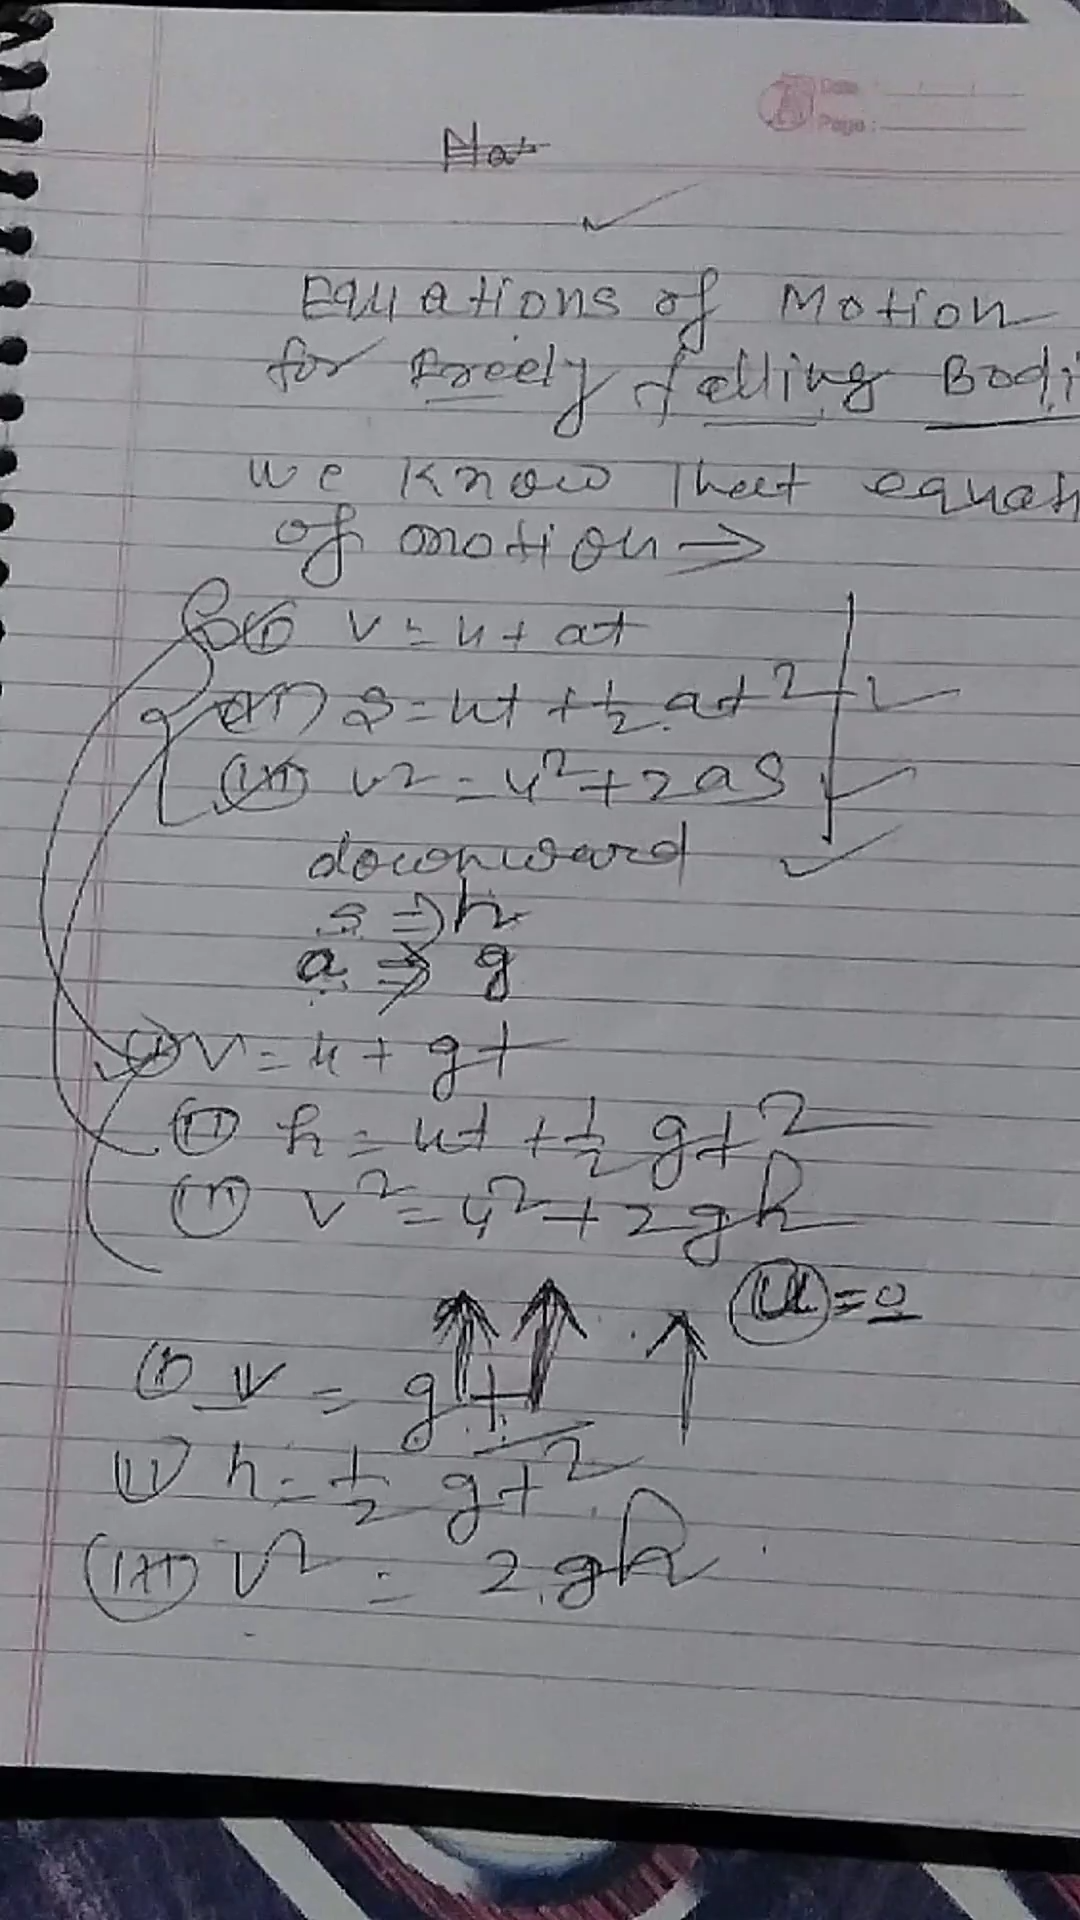 Date :
Page :
Equations of Motion
for Freely falling Bodi
we know That equat
of motion ⇒
(i) v = u + at
(ii) S = ut + 1/2 at²
(iii) v² = u² + 2as
downward
s ⇒ h
a ⇒ g
(i) v = u + gt
(ii) h = ut + 1/2 gt²
(iii) v² = u² + 2gh
u = 0
(i) v = gt
(ii) h = 1/2 gt²
(iii) v² = 2gh